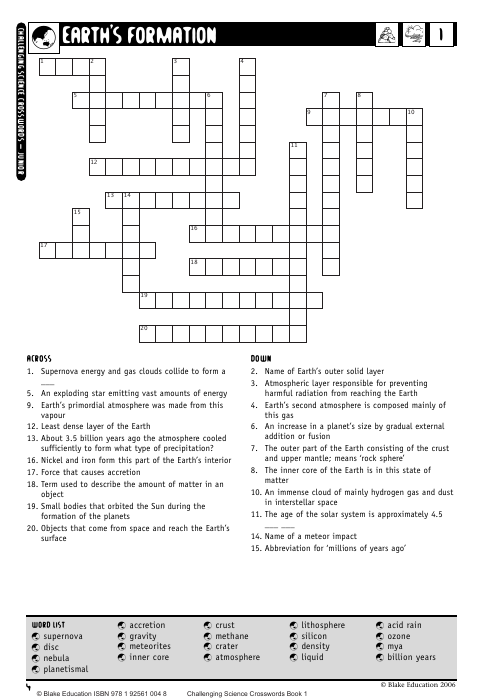 CHALLENGING SCIENCE CROSSWORDS – JUNIOR
EARTH'S FORMATION
1
1
2
3
4
5
6
7
8
9
10
11
12
13
14
15
16
17
18
19
20
ACROSS
1. Supernova energy and gas clouds collide to form a
___
5. An exploding star emitting vast amounts of energy
9. Earth's primordial atmosphere was made from this
vapour
12. Least dense layer of the Earth
13. About 3.5 billion years ago the atmosphere cooled
sufficiently to form what type of precipitation?
16. Nickel and iron form this part of the Earth's interior
17. Force that causes accretion
18. Term used to describe the amount of matter in an
object
19. Small bodies that orbited the Sun during the
formation of the planets
20. Objects that come from space and reach the Earth's
surface
DOWN
2. Name of Earth's outer solid layer
3. Atmospheric layer responsible for preventing
harmful radiation from reaching the Earth
4. Earth's second atmosphere is composed mainly of
this gas
6. An increase in a planet's size by gradual external
addition or fusion
7. The outer part of the Earth consisting of the crust
and upper mantle; means 'rock sphere'
8. The inner core of the Earth is in this state of
matter
10. An immense cloud of mainly hydrogen gas and dust
in interstellar space
11. The age of the solar system is approximately 4.5
___ ___
14. Name of a meteor impact
15. Abbreviation for 'millions of years ago'
WORD LIST
supernova
disc
nebula
planetismal
accretion
gravity
meteorites
inner core
crust
methane
crater
atmosphere
lithosphere
silicon
density
liquid
acid rain
ozone
mya
billion years
© Blake Education 2006
4
© Blake Education ISBN 978 1 92561 004 8 Challenging Science Crosswords Book 1